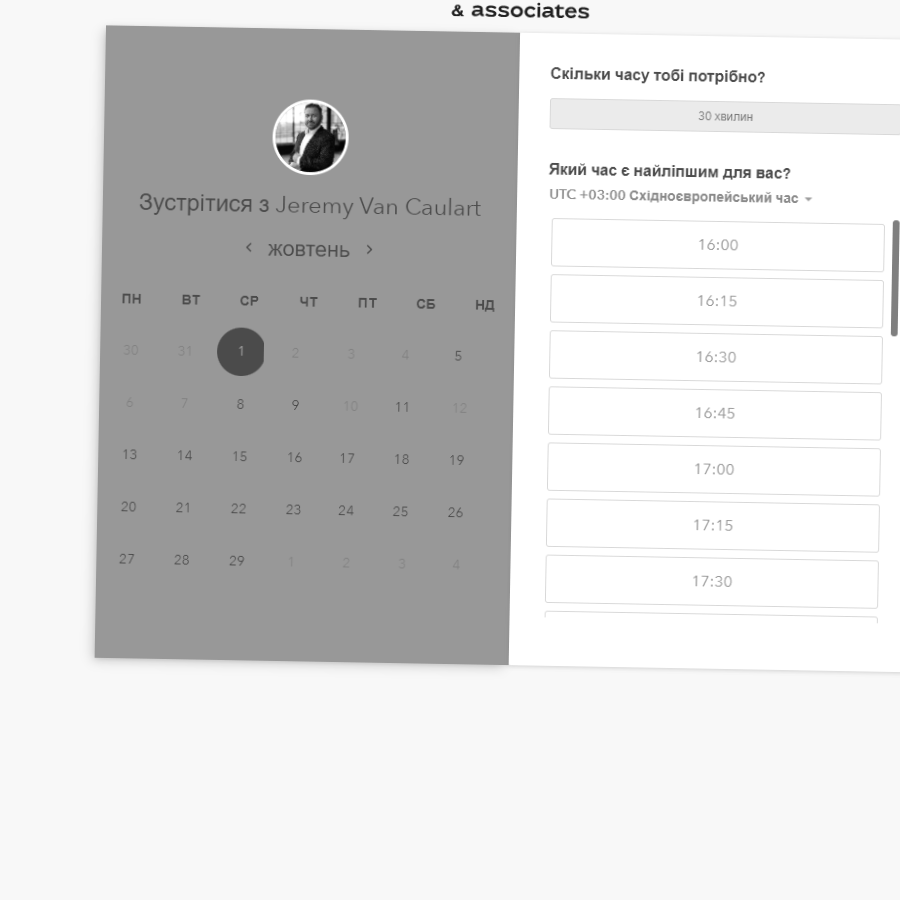 & associates
Зустрітися з Jeremy Van Caulart
жовтень
ПН ВТ СР ЧТ ПТ СБ НД
30 31 1 2 3 4 5
6 7 8 9 10 11 12
13 14 15 16 17 18 19
20 21 22 23 24 25 26
27 28 29 1 2 3 4
Скільки часу тобі потрібно?
30 хвилин
Який час є найліпшим для вас?
UTC +03:00 Східноєвропейський час
16:00
16:15
16:30
16:45
17:00
17:15
17:30